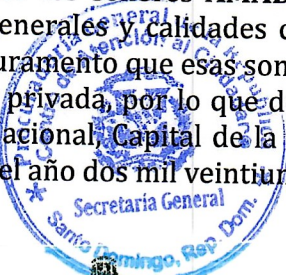 enerales y calidades d
uramento que esas son
privada, por lo que d
acional, Capital de la
el año dos mil veintiun
Secretaría General
Santo Domingo, Rep. Dom.